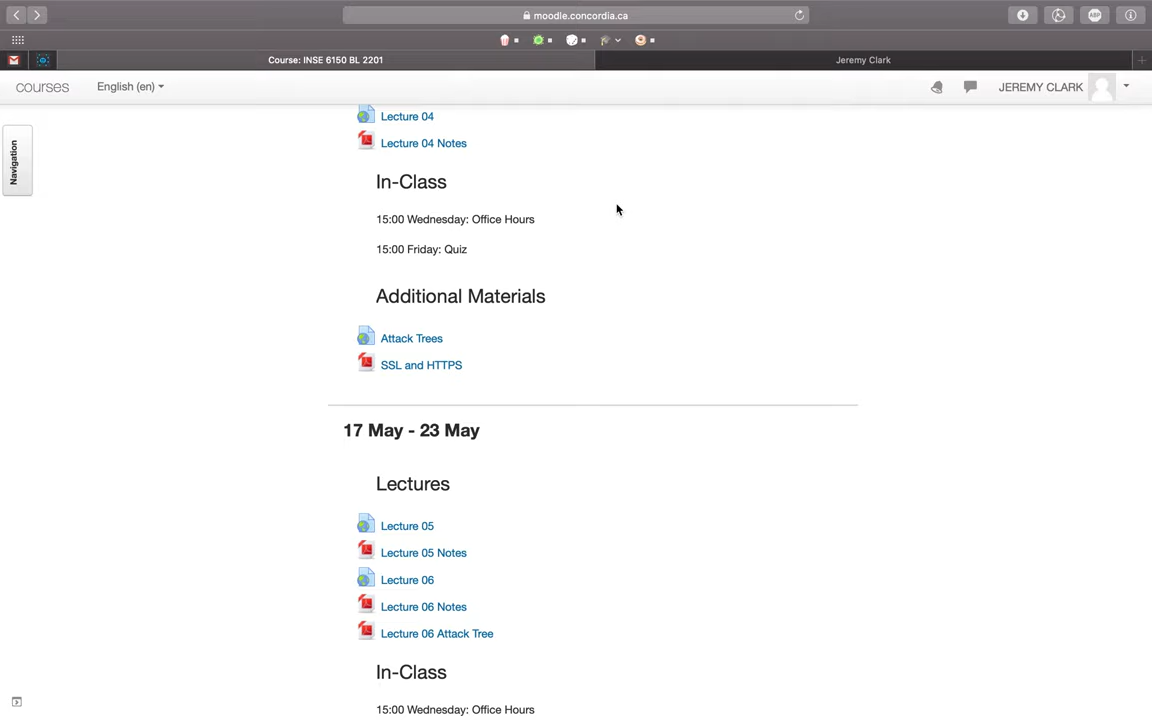 moodle.concordia.ca
ABP
Course: INSE 6150 BL 2201
Jeremy Clark
courses
English (en)
JEREMY CLARK
Navigation
Lecture 04
Lecture 04 Notes
In-Class
15:00 Wednesday: Office Hours
15:00 Friday: Quiz
Additional Materials
Attack Trees
SSL and HTTPS
17 May - 23 May
Lectures
Lecture 05
Lecture 05 Notes
Lecture 06
Lecture 06 Notes
Lecture 06 Attack Tree
In-Class
15:00 Wednesday: Office Hours